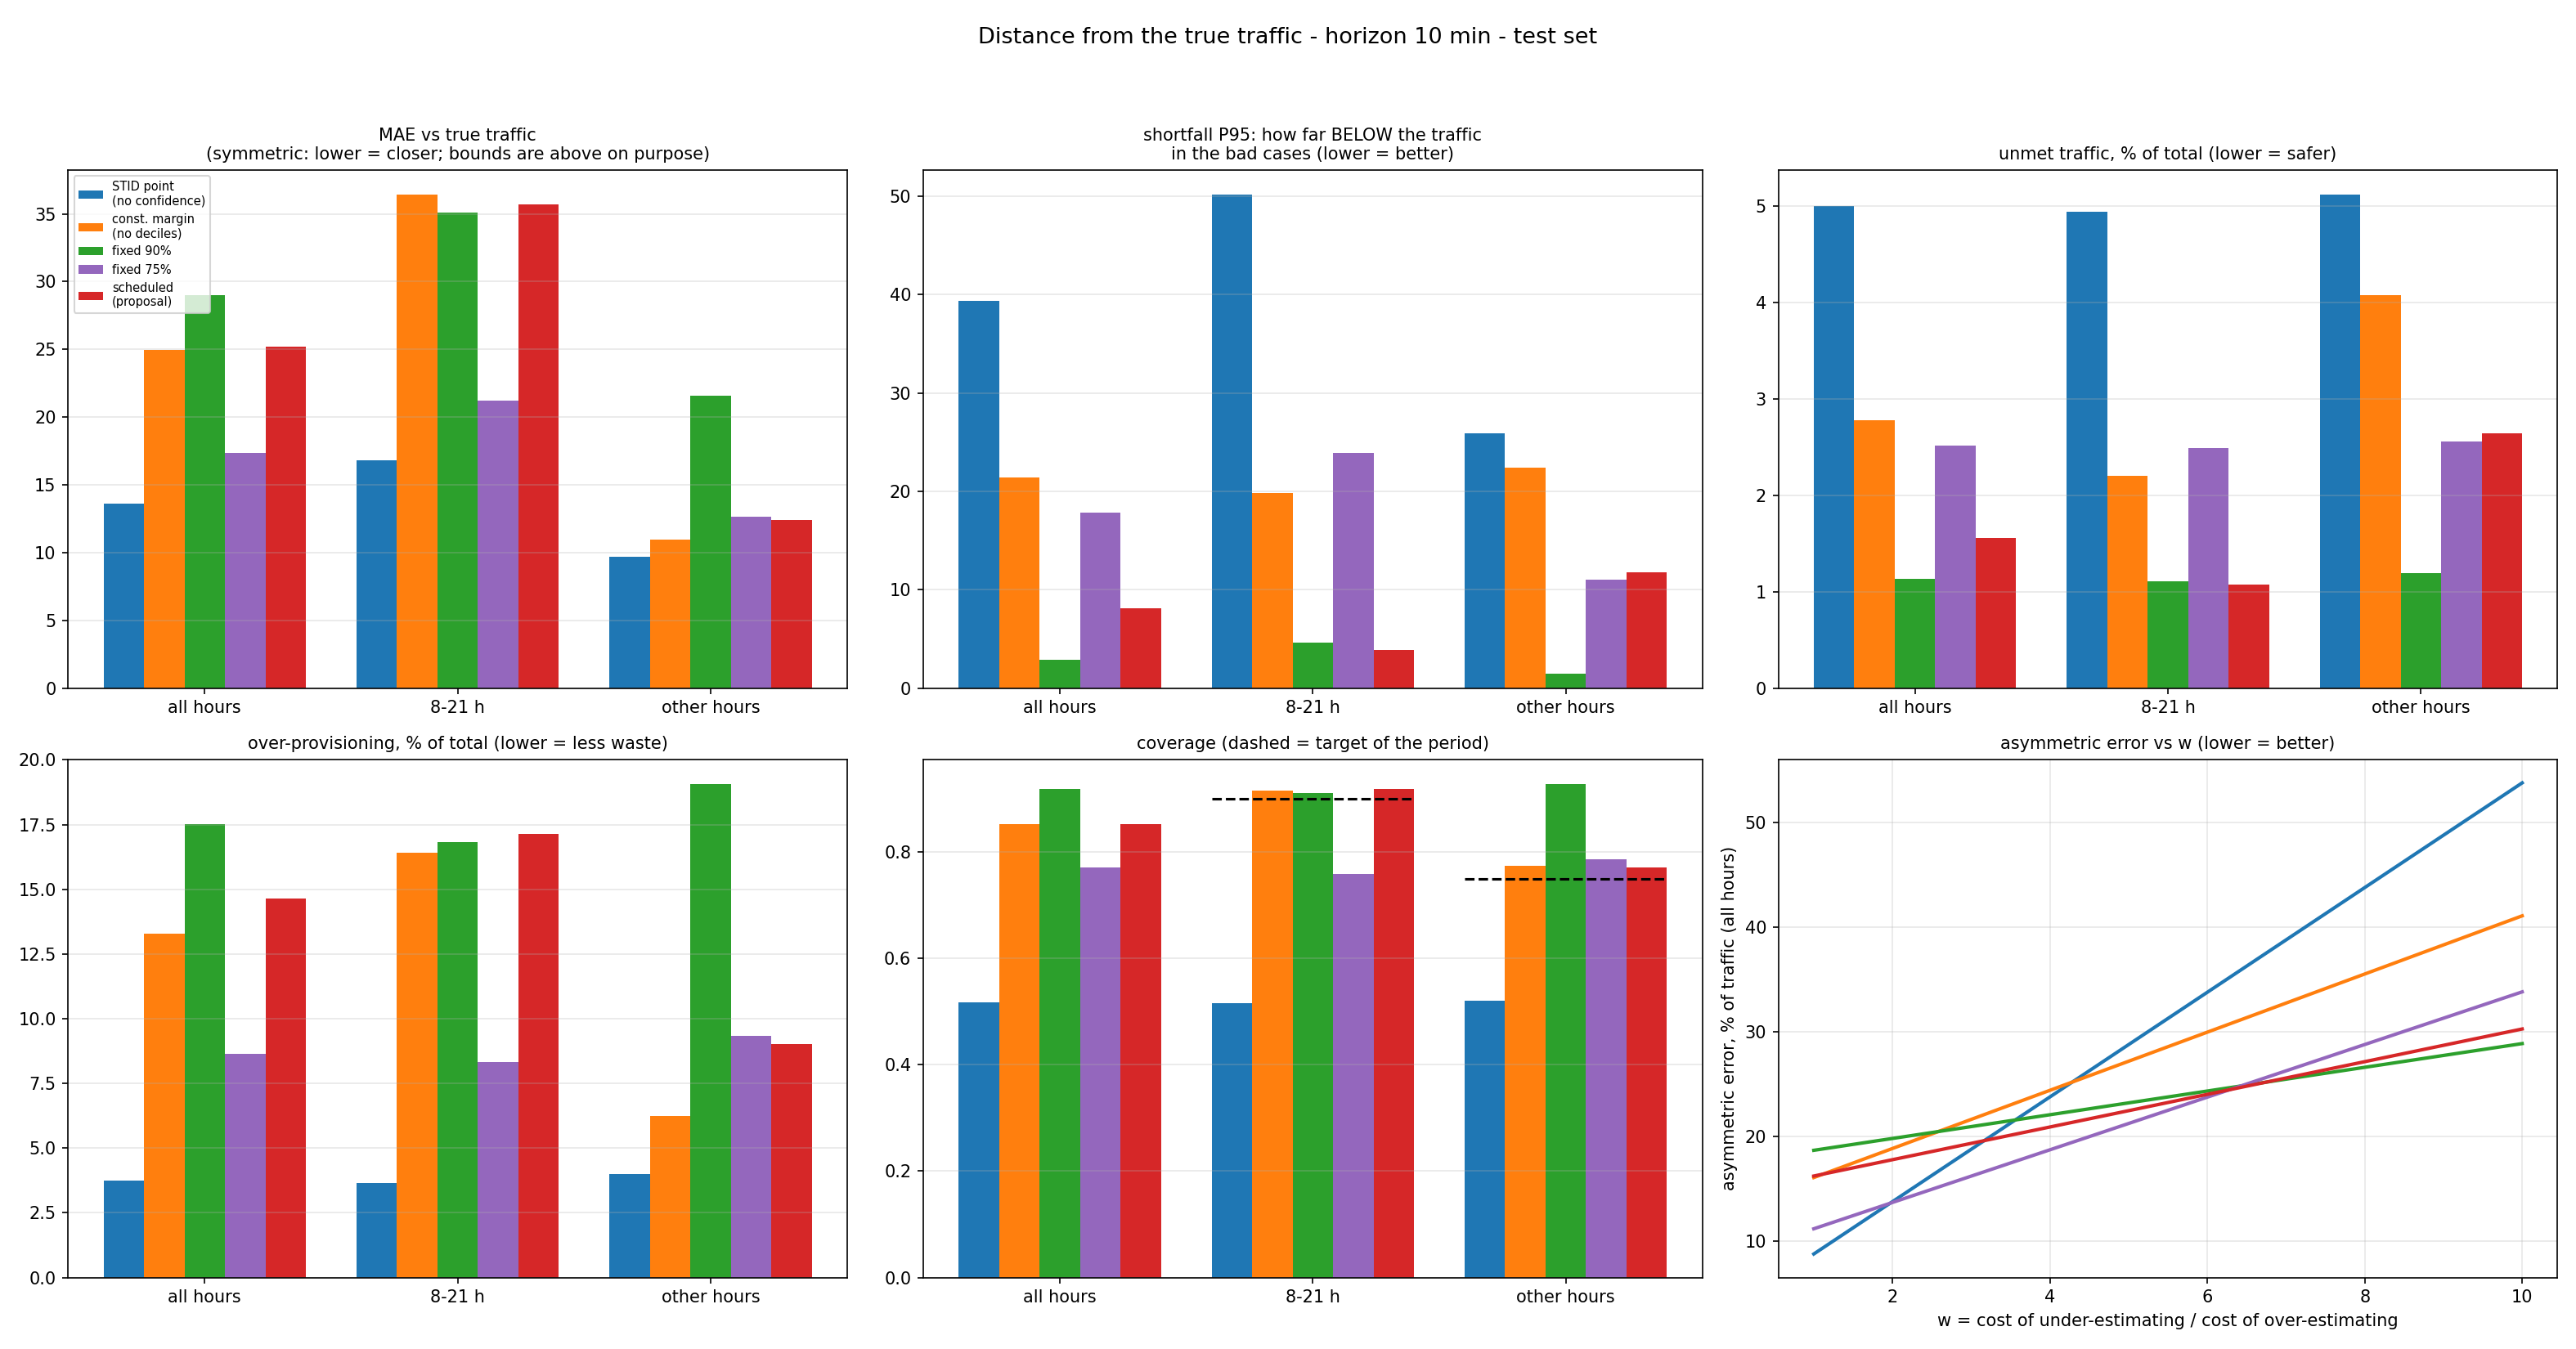 Distance from the true traffic - horizon 10 min - test set
MAE vs true traffic
(symmetric: lower = closer; bounds are above on purpose)
STID point
(no confidence)
const. margin
(no deciles)
fixed 90%
fixed 75%
scheduled
(proposal)
35
30
25
20
15
10
5
0
all hours
8-21 h
other hours
shortfall P95: how far BELOW the traffic
in the bad cases (lower = better)
50
40
30
20
10
0
all hours
8-21 h
other hours
unmet traffic, % of total (lower = safer)
5
4
3
2
1
0
all hours
8-21 h
other hours
over-provisioning, % of total (lower = less waste)
20.0
17.5
15.0
12.5
10.0
7.5
5.0
2.5
0.0
all hours
8-21 h
other hours
coverage (dashed = target of the period)
0.8
0.6
0.4
0.2
0.0
all hours
8-21 h
other hours
asymmetric error vs w (lower = better)
asymmetric error, % of traffic (all hours)
50
40
30
20
10
2
4
6
8
10
w = cost of under-estimating / cost of over-estimating